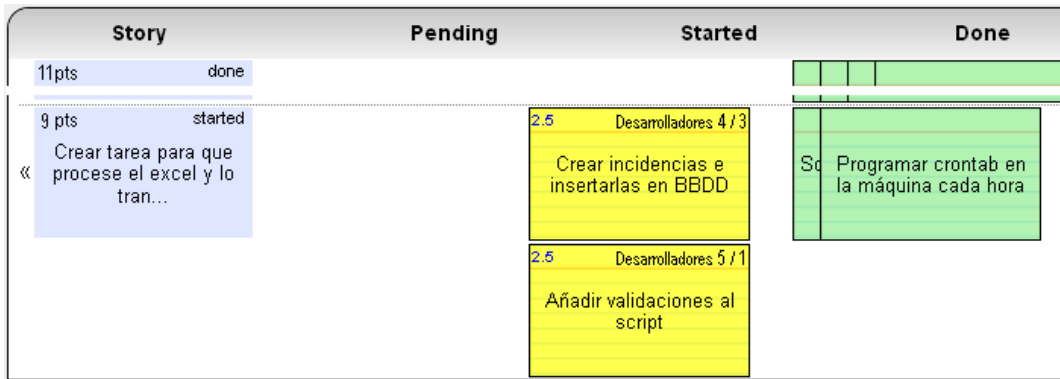 Story Pending Started Done
11pts done
9 pts started
«
Crear tarea para que
procese el excel y lo
tran...
2.5 Desarrolladores 4 / 3
Crear incidencias e
insertarlas en BBDD
2.5 Desarrolladores 5 / 1
Añadir validaciones al
script
Programar crontab en
la máquina cada hora